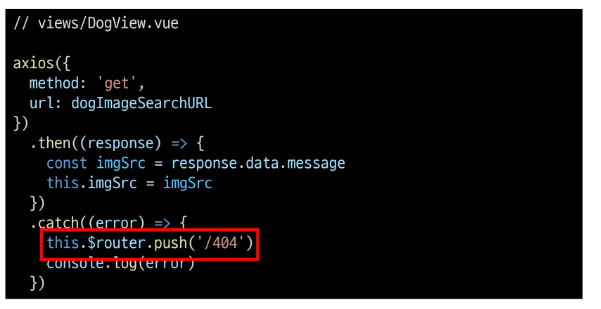 // views/DogView.vue
axios({
method: 'get',
url: dogImageSearchURL
})
.then((response) => {
const imgSrc = response.data.message
this.imgSrc = imgSrc
})
.catch((error) => {
this.$router.push('/404')
console.log(error)
})